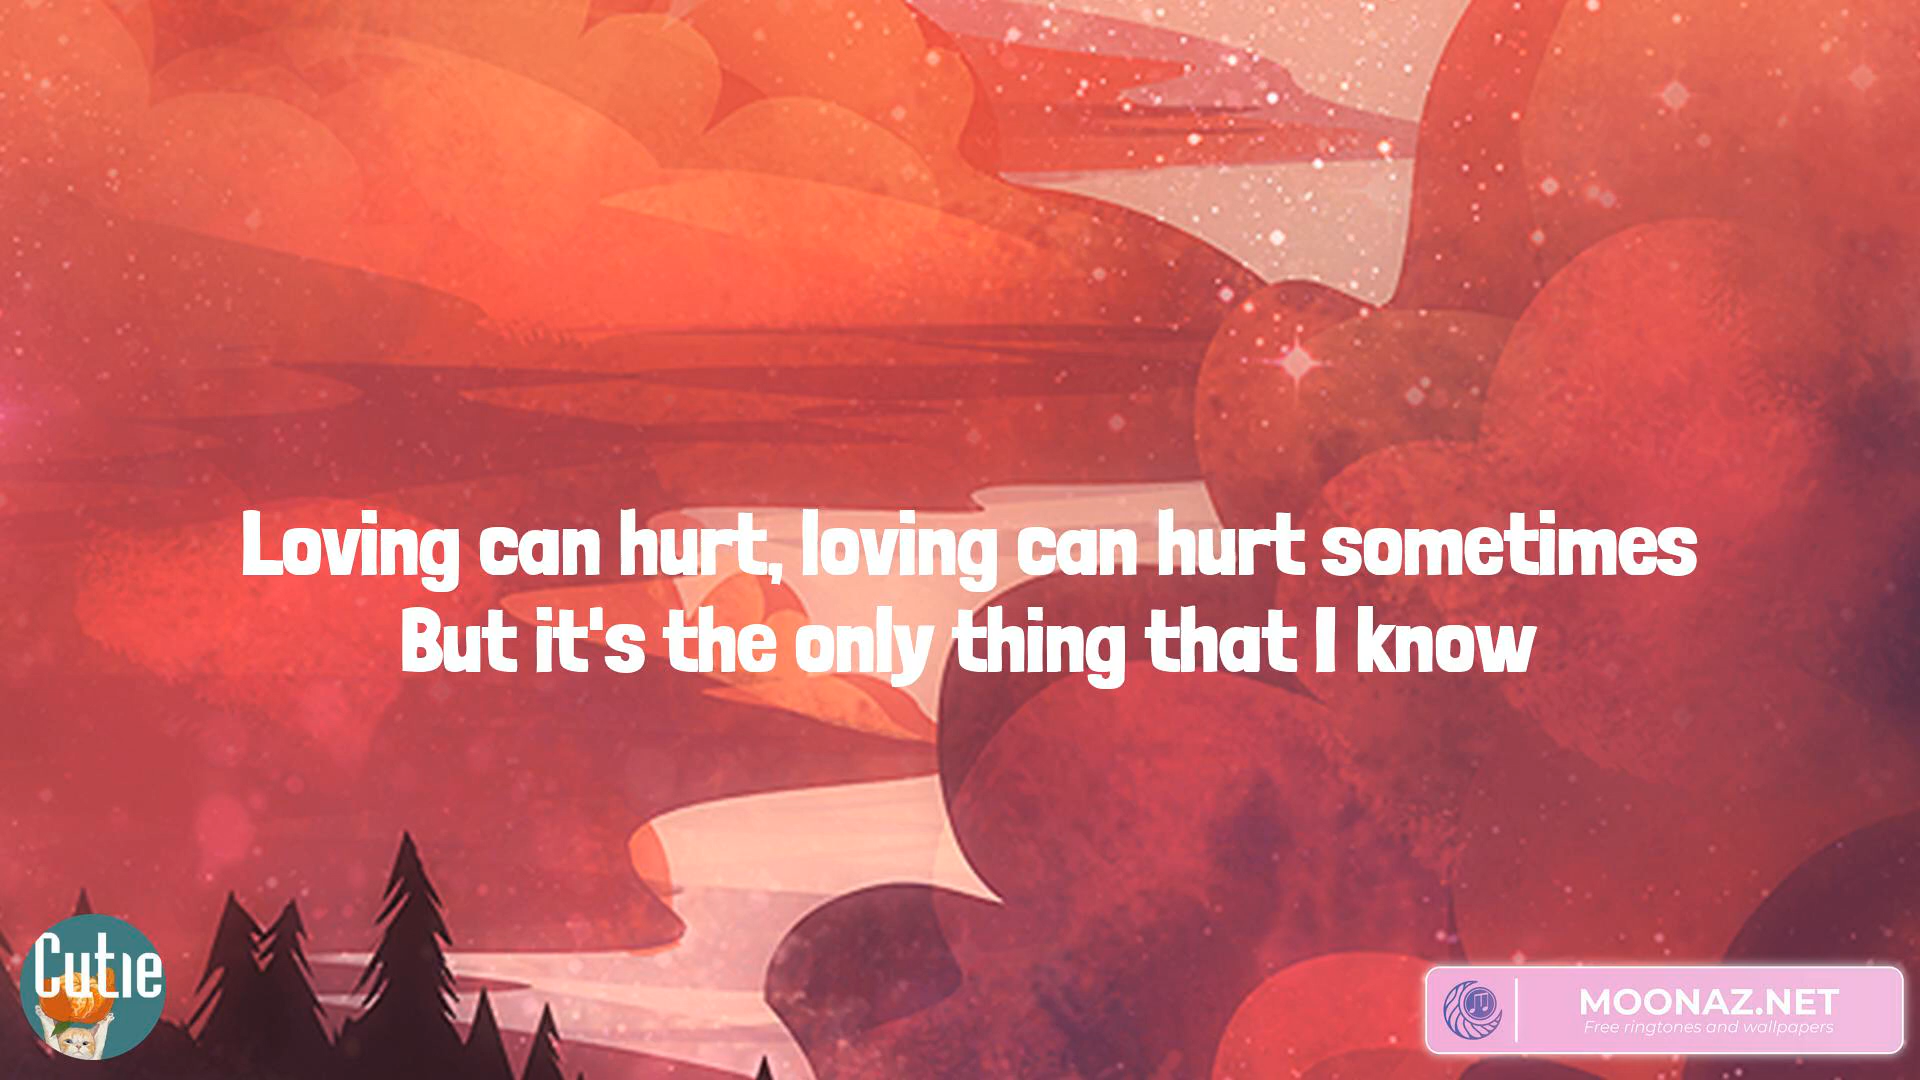 Loving can hurt, loving can hurt sometimes
But it's the only thing that I know
Cutie
MOONAZ.NET
Free ringtones and wallpapers